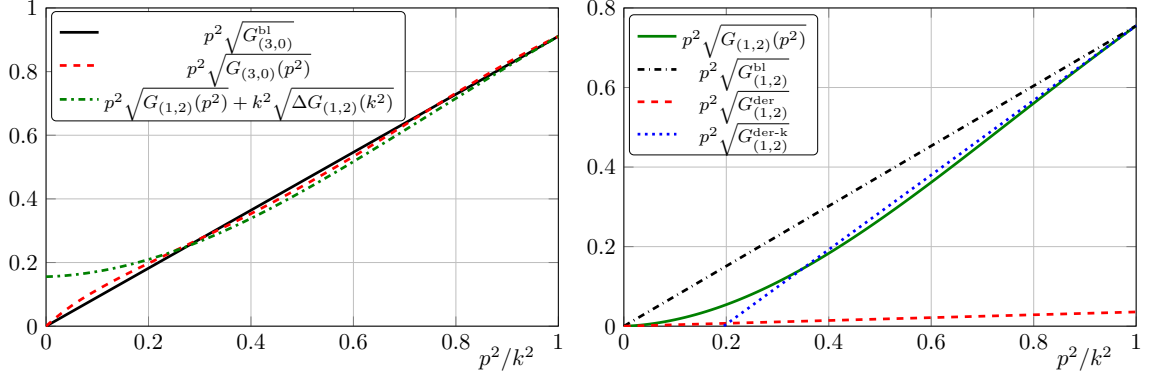 1
0.8
0.6
0.4
0.2
0
0
0.2
0.4
0.6
0.8
1
p²/k²
p²√G^bl_(3,0)
p²√G_(3,0)(p²)
p²√G_(1,2)(p²) + k²√ΔG_(1,2)(k²)
0.8
0.6
0.4
0.2
0
0
0.2
0.4
0.6
0.8
1
p²/k²
p²√G_(1,2)(p²)
p²√G^bl_(1,2)
p²√G^der_(1,2)
p²√G^der-k_(1,2)